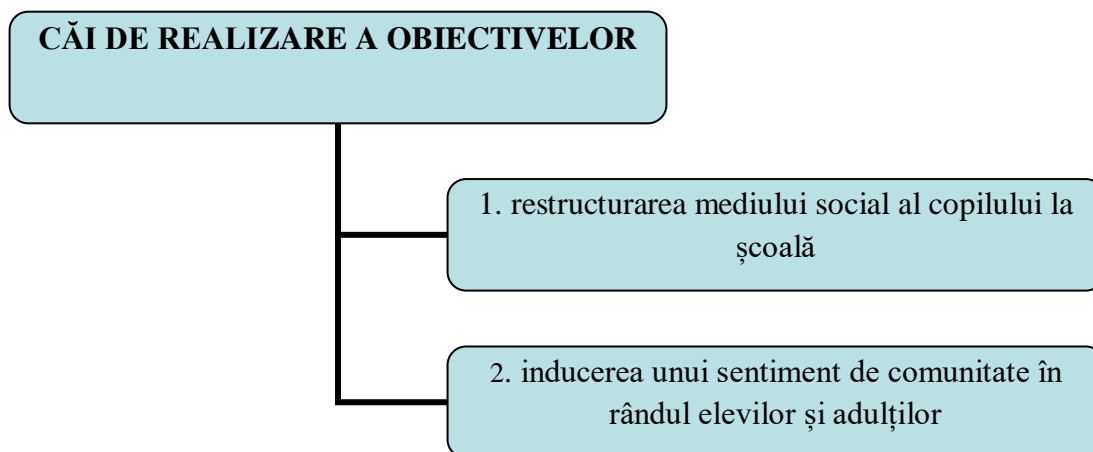 CĂI DE REALIZARE A OBIECTIVELOR
1. restructurarea mediului social al copilului la
școală
2. inducerea unui sentiment de comunitate în
rândul elevilor și adulților